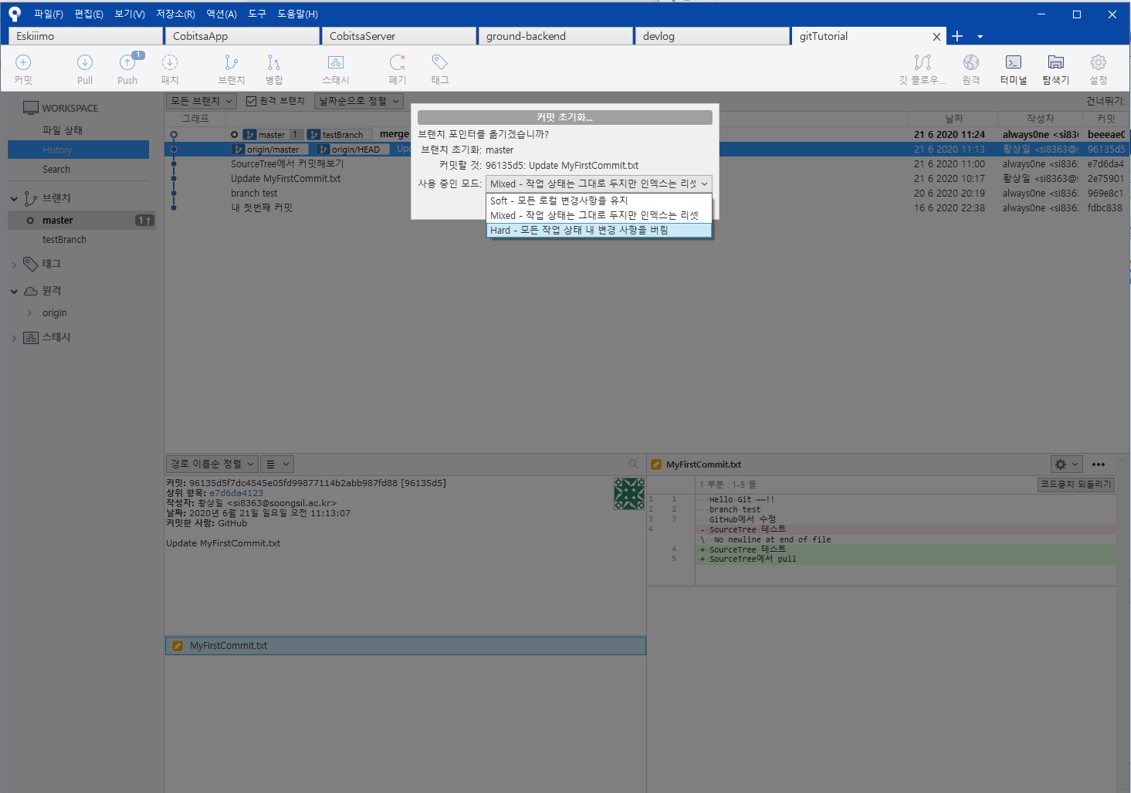 파일(F) 편집(E) 보기(V) 저장소(R) 액션(A) 도구 도움말(H)
Eskiiimo CobitsaApp CobitsaServer ground-backend devlog gitTutorial
커밋 Pull Push 1 패치 브랜치 병합 스태시 폐기 태그 깃 플로우... 원격 터미널 탐색기 설정
WORKSPACE
파일 상태
History
Search
브랜치
master 1↑
testBranch
태그
원격
origin
스태시
모든 브랜치 원격 브랜치 날짜순으로 정렬 건너뛰기:
그래프 날짜 작성자 커밋
master 1 testBranch merge 21 6 2020 11:24 always0ne <si83 beeeae
origin/master origin/HEAD Up 21 6 2020 11:13 황상일 <si8363@s 96135d5
SourceTree에서 커밋해보기 21 6 2020 11:00 always0ne <si836 e7d6da4
Update MyFirstCommit.txt 21 6 2020 10:17 황상일 <si8363@s 2e75901
branch test 20 6 2020 20:19 always0ne <si836 969e8c1
내 첫번째 커밋 16 6 2020 22:38 always0ne <si836 fdbc838
커밋 초기화...
브랜치 포인터를 옮기겠습니까?
브랜치 초기화: master
커밋할 것: 96135d5: Update MyFirstCommit.txt
사용 중인 모드: Mixed - 작업 상태는 그대로 두지만 인덱스는 리셋
Soft - 모든 로컬 변경사항을 유지
Mixed - 작업 상태는 그대로 두지만 인덱스는 리셋
Hard - 모든 작업 상태 내 변경 사항을 버림
경로 이름순 정렬
커밋: 96135d5f7dc4545e05fd99877114b2abb987fd88 [96135d5]
상위 항목: e7d6da4123
작성자: 황상일 <si8363@soongsil.ac.kr>
날짜: 2020년 6월 21일 일요일 오전 11:13:07
커밋한 사람: GitHub
Update MyFirstCommit.txt
MyFirstCommit.txt
MyFirstCommit.txt
1 부분 : 1-5 줄 코드뭉치 되돌리기
1 1 Hello Git ~~!!
2 2 branch test
3 3 GitHub에서 수정
4 - SourceTree 테스트
\ No newline at end of file
4 + SourceTree 테스트
5 + SourceTree에서 pull